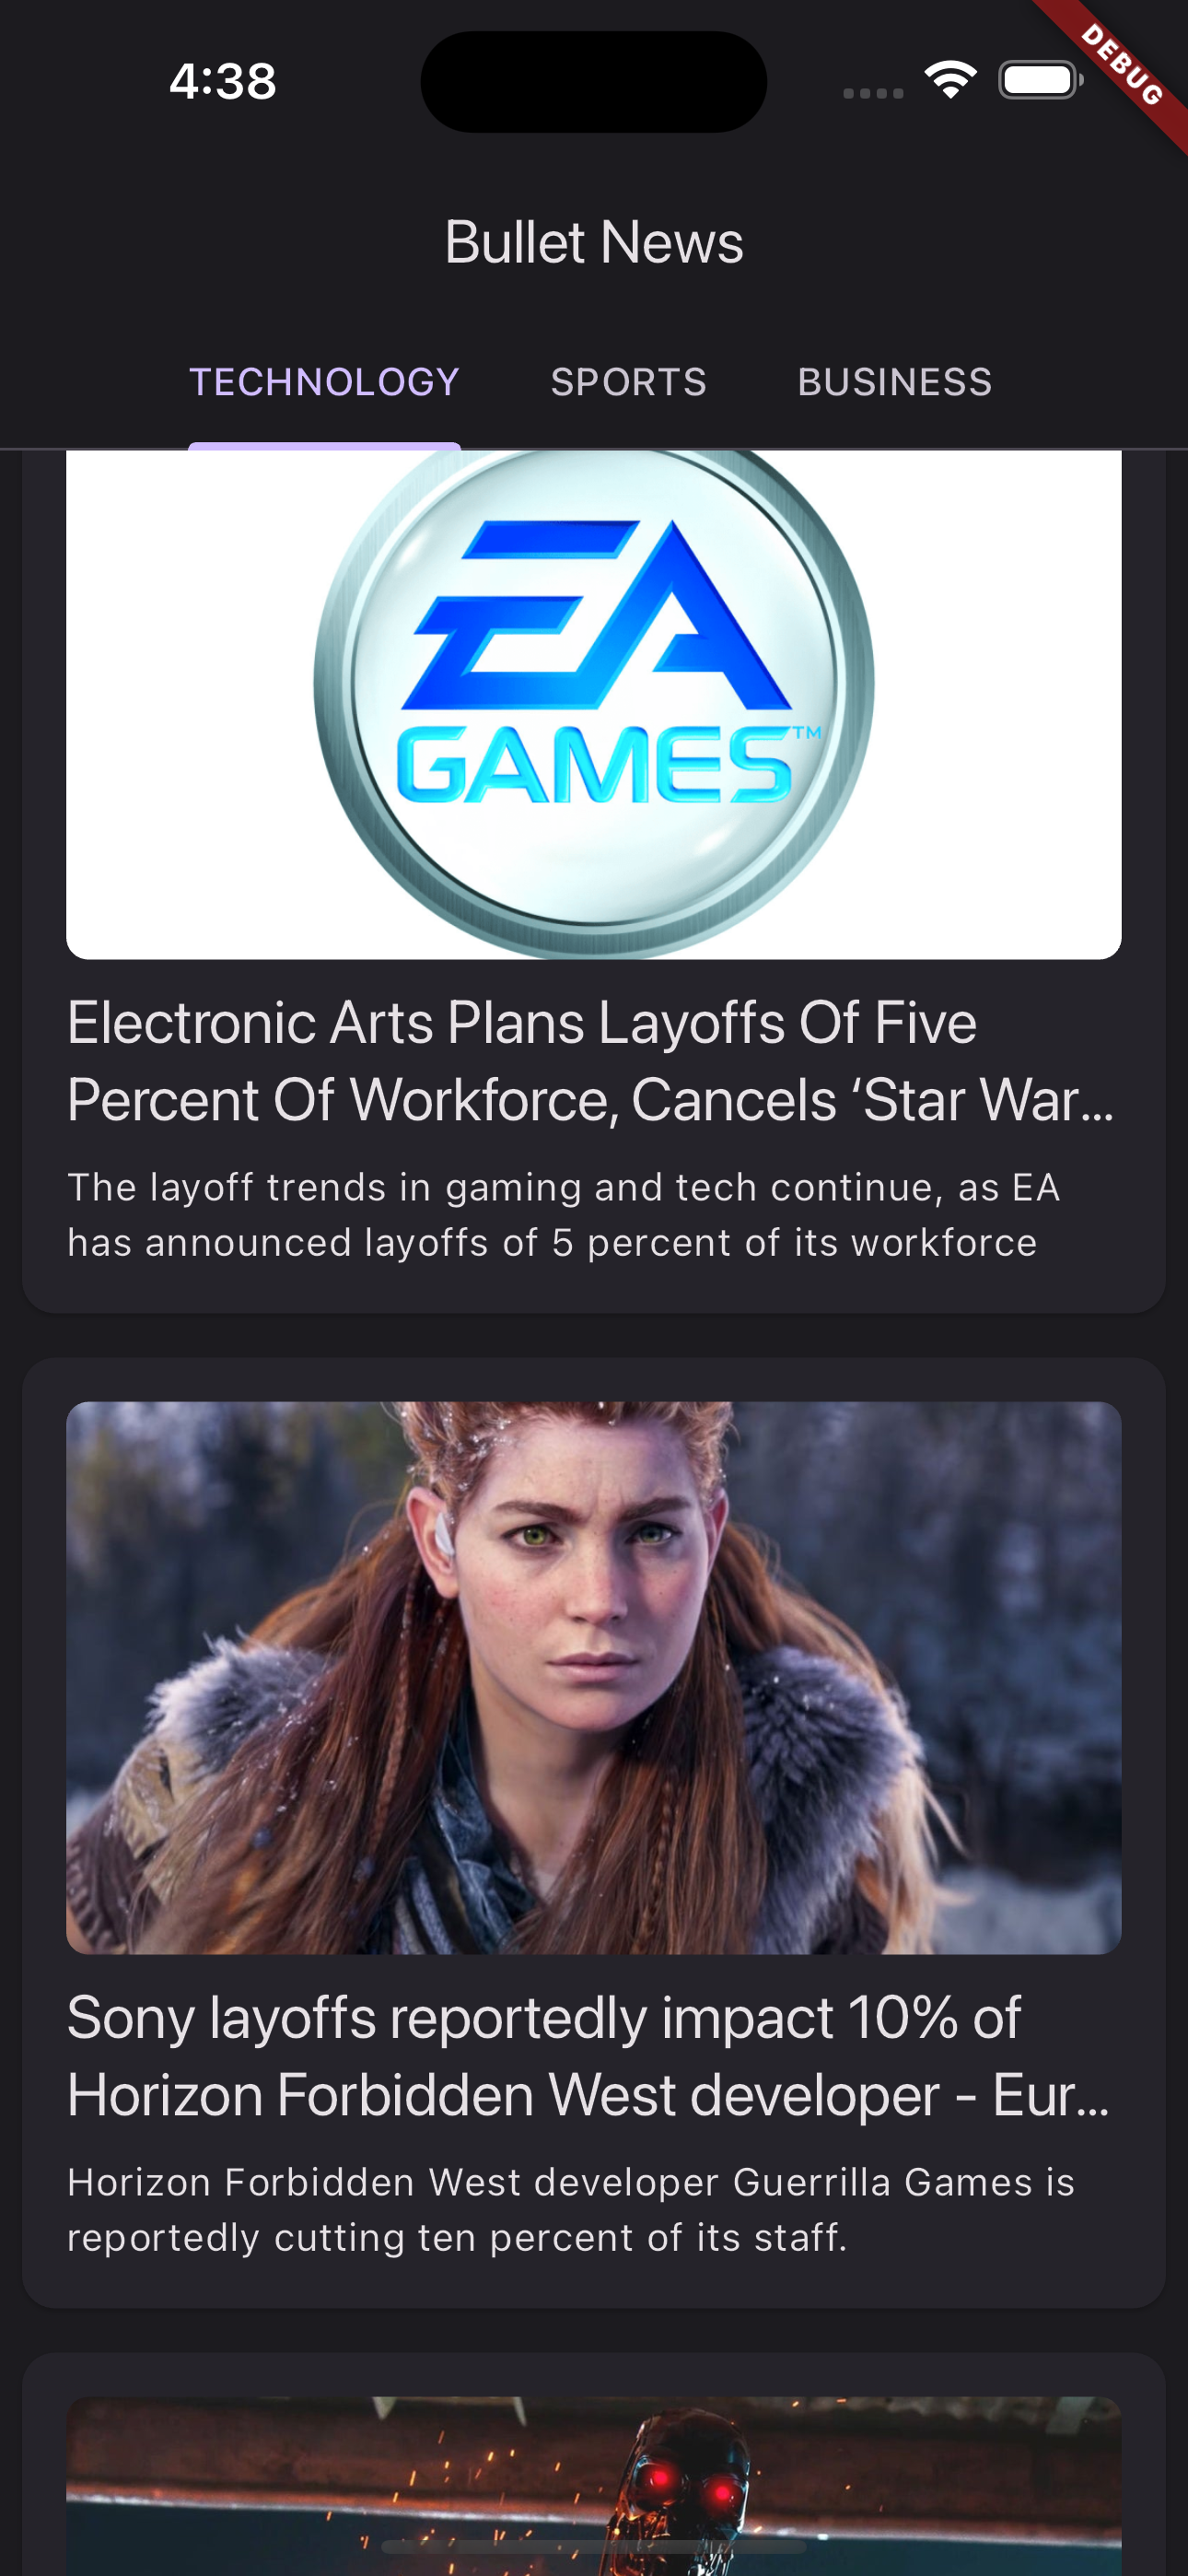 4:38
DEBUG
Bullet News
TECHNOLOGY SPORTS BUSINESS
EA
GAMES™
Electronic Arts Plans Layoffs Of Five
Percent Of Workforce, Cancels ‘Star War...
The layoff trends in gaming and tech continue, as EA
has announced layoffs of 5 percent of its workforce
Sony layoffs reportedly impact 10% of
Horizon Forbidden West developer - Eur...
Horizon Forbidden West developer Guerrilla Games is
reportedly cutting ten percent of its staff.